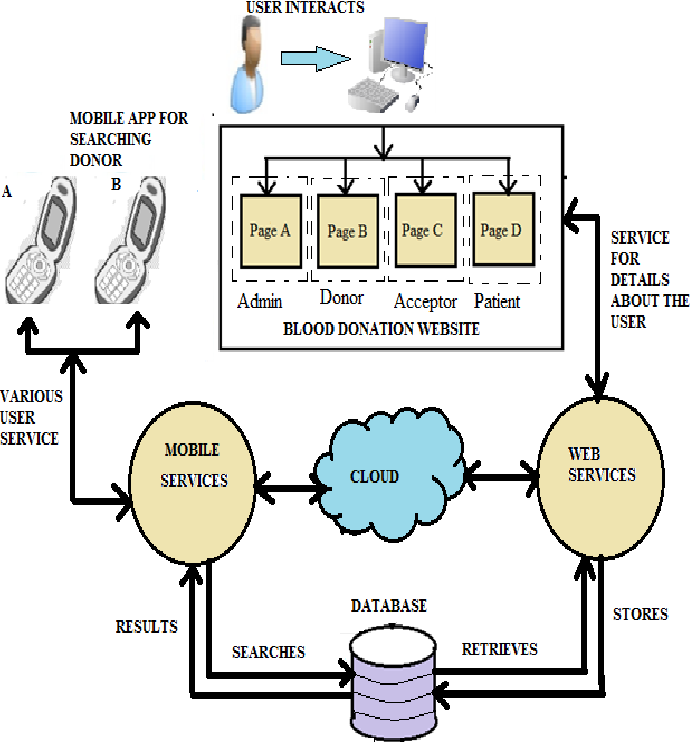 USER INTERACTS
MOBILE APP FOR
SEARCHING
DONOR
A
B
Page A
Page B
Page C
Page D
Admin
Donor
Acceptor
Patient
BLOOD DONATION WEBSITE
SERVICE
FOR
DETAILS
ABOUT THE
USER
VARIOUS
USER
SERVICE
MOBILE
SERVICES
CLOUD
WEB
SERVICES
DATABASE
RESULTS
SEARCHES
RETRIEVES
STORES